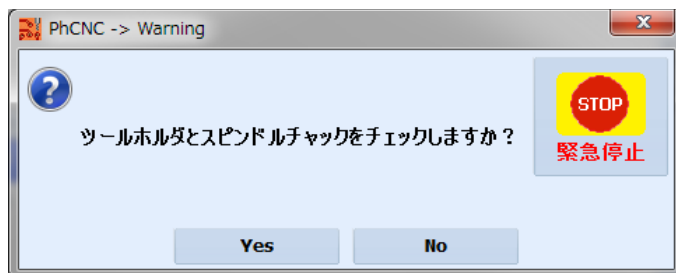 PhCNC -> Warning
STOP
ツールホルダとスピンドルチャックをチェックしますか？
緊急停止
Yes
No